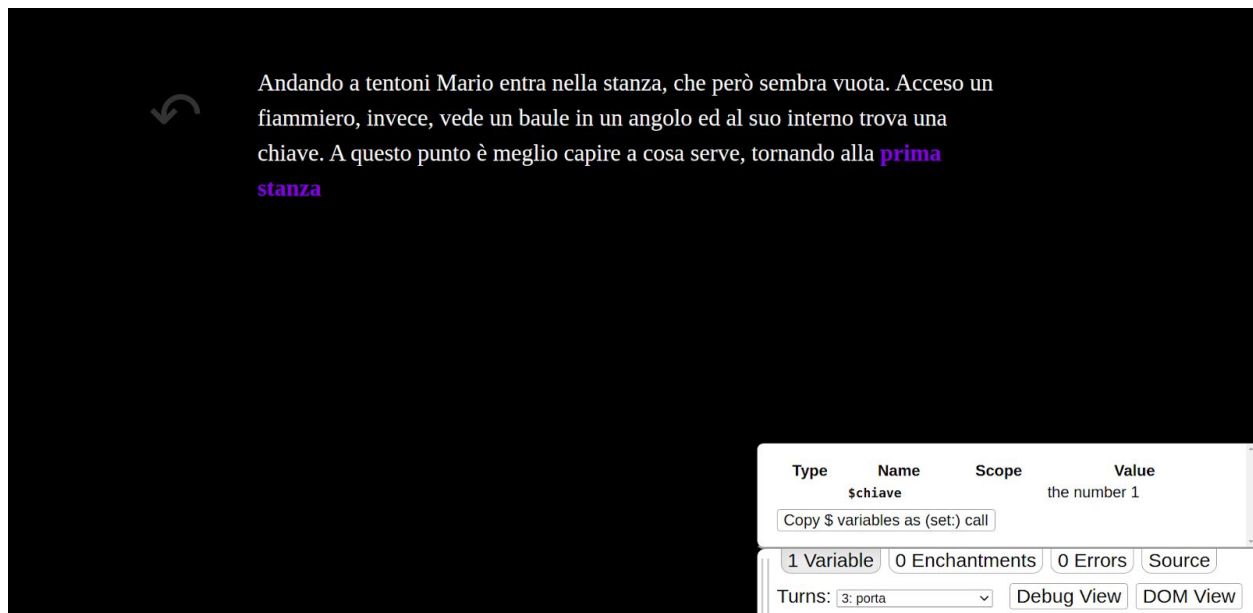 Andando a tentoni Mario entra nella stanza, che però sembra vuota. Acceso un
fiammiero, invece, vede un baule in un angolo ed al suo interno trova una
chiave. A questo punto è meglio capire a cosa serve, tornando alla prima
stanza
Type Name Scope Value
$chiave the number 1
Copy $ variables as (set:) call
1 Variable 0 Enchantments 0 Errors Source
Turns: 3: porta Debug View DOM View